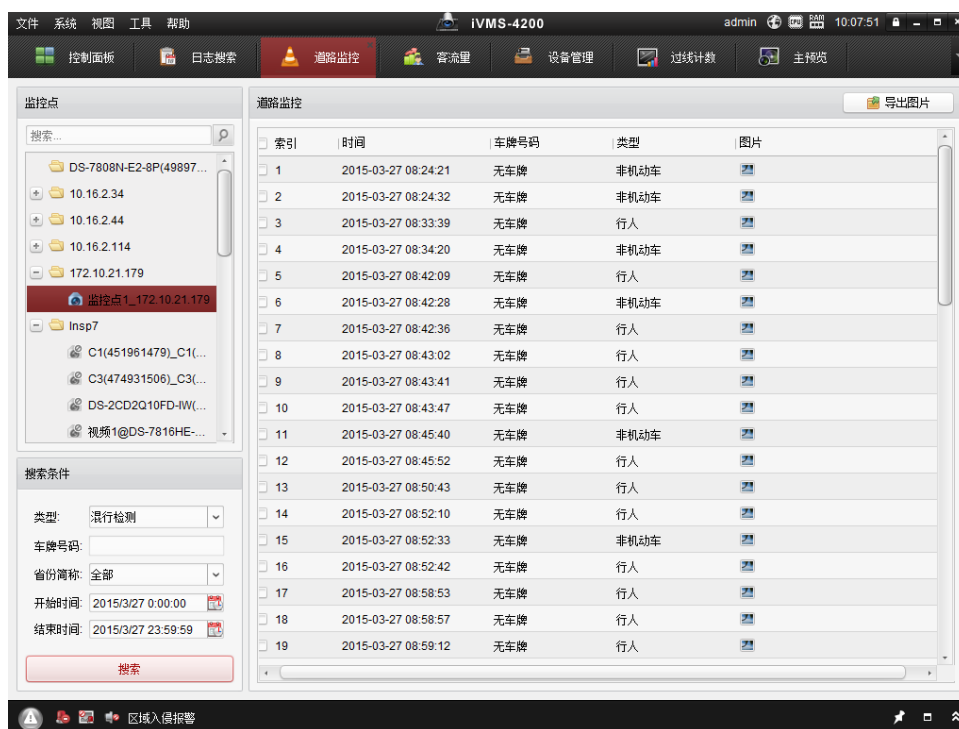 文件 系统 视图 工具 帮助 iVMS-4200 admin 10:07:51
控制面板 日志搜索 道路监控 客流量 设备管理 过线计数 主预览
监控点
搜索...
DS-7808N-E2-8P(49897...
10.16.2.34
10.16.2.44
10.16.2.114
172.10.21.179
监控点1_172.10.21.179
Insp7
C1(451961479)_C1(...
C3(474931506)_C3(...
DS-2CD2Q10FD-IW(...
视频1@DS-7816HE-...
搜索条件
类型: 混行检测
车牌号码:
省份简称: 全部
开始时间: 2015/3/27 0:00:00
结束时间: 2015/3/27 23:59:59
搜索
道路监控 导出图片
索引 时间 车牌号码 类型 图片
1 2015-03-27 08:24:21 无车牌 非机动车
2 2015-03-27 08:24:32 无车牌 非机动车
3 2015-03-27 08:33:39 无车牌 行人
4 2015-03-27 08:34:20 无车牌 非机动车
5 2015-03-27 08:42:09 无车牌 行人
6 2015-03-27 08:42:28 无车牌 非机动车
7 2015-03-27 08:42:36 无车牌 行人
8 2015-03-27 08:43:02 无车牌 行人
9 2015-03-27 08:43:41 无车牌 行人
10 2015-03-27 08:43:47 无车牌 行人
11 2015-03-27 08:45:40 无车牌 非机动车
12 2015-03-27 08:45:52 无车牌 行人
13 2015-03-27 08:50:43 无车牌 行人
14 2015-03-27 08:52:10 无车牌 行人
15 2015-03-27 08:52:33 无车牌 非机动车
16 2015-03-27 08:52:42 无车牌 行人
17 2015-03-27 08:58:53 无车牌 行人
18 2015-03-27 08:58:57 无车牌 行人
19 2015-03-27 08:59:12 无车牌 行人
区域入侵报警